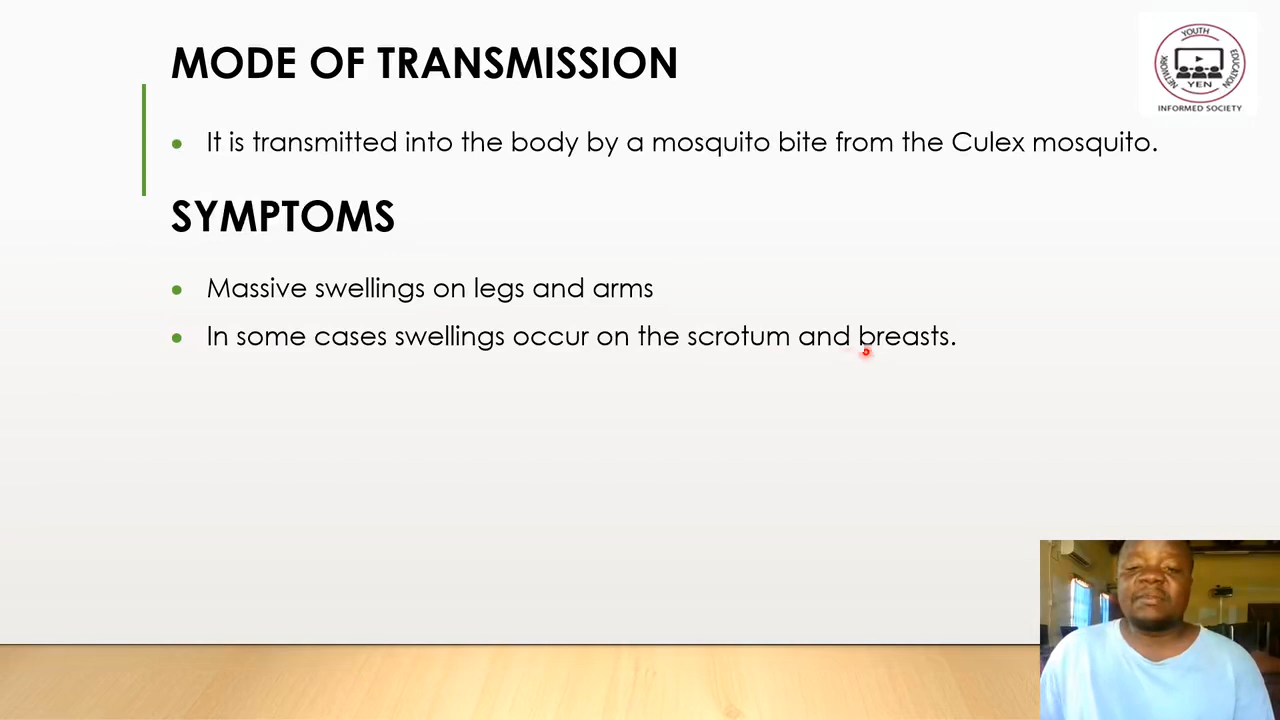 MODE OF TRANSMISSION
YOUTH
EDUCATION
NETWORK
YEN
INFORMED SOCIETY
• It is transmitted into the body by a mosquito bite from the Culex mosquito.
SYMPTOMS
• Massive swellings on legs and arms
• In some cases swellings occur on the scrotum and breasts.